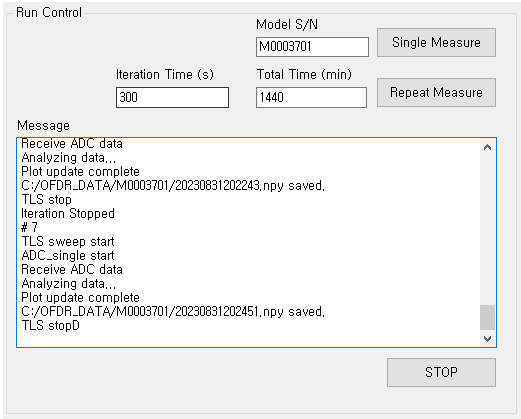 Run Control
Model S/N
M0003701
Single Measure
Iteration Time (s)
Total Time (min)
300
1440
Repeat Measure
Message
Receive ADC data
Analyzing data...
Plot update complete
C:/OFDR_DATA/M0003701/20230831202243.npy saved.
TLS stop
Iteration Stopped
# 7
TLS sweep start
ADC_single start
Receive ADC data
Analyzing data...
Plot update complete
C:/OFDR_DATA/M0003701/20230831202451.npy saved.
TLS stopD
STOP